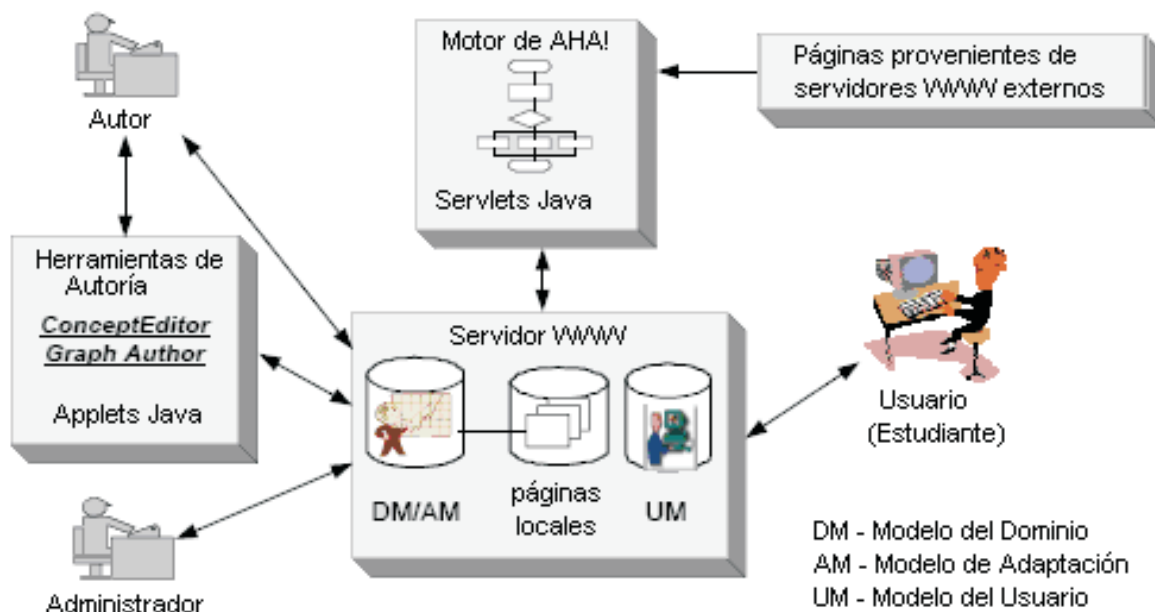 Motor de AHA!
Servlets Java
Páginas provenientes de
servidores WWW externos
Autor
Herramientas de
Autoría
ConceptEditor
Graph Author
Applets Java
Servidor WWW
DM/AM
páginas
locales
UM
Usuario
(Estudiante)
Administrador
DM - Modelo del Dominio
AM - Modelo de Adaptación
UM - Modelo del Usuario